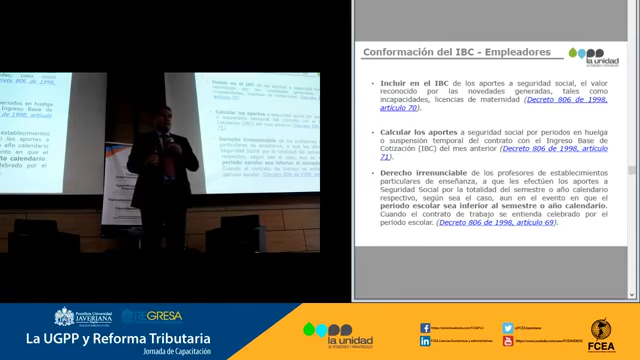 Conformación del IBC - Empleadores
la unidad
• Incluir en el IBC de los aportes a seguridad social, el valor
reconocido por las novedades generadas, tales como
incapacidades, licencias de maternidad (Decreto 806 de 1998,
artículo 70)
• Calcular los aportes a seguridad social por periodos en huelga
o suspensión temporal del contrato con el Ingreso Base de
Cotización (IBC) del mes anterior (Decreto 806 de 1998, artículo
71)
• Derecho irrenunciable de los profesores de establecimientos
particulares de enseñanza, a que les efectúen los aportes a
Seguridad Social por la totalidad del semestre o año calendario
respectivo, según sea el caso, aun en el evento en que el
período escolar sea inferior al semestre o año calendario.
Cuando el contrato de trabajo se entienda celebrado por el
período escolar. (Decreto 806 de 1998, artículo 69)
Pontificia Universidad
JAVERIANA
REGRESA
La UGPP y Reforma Tributaria
Jornada de Capacitación
la unidad
FCEA